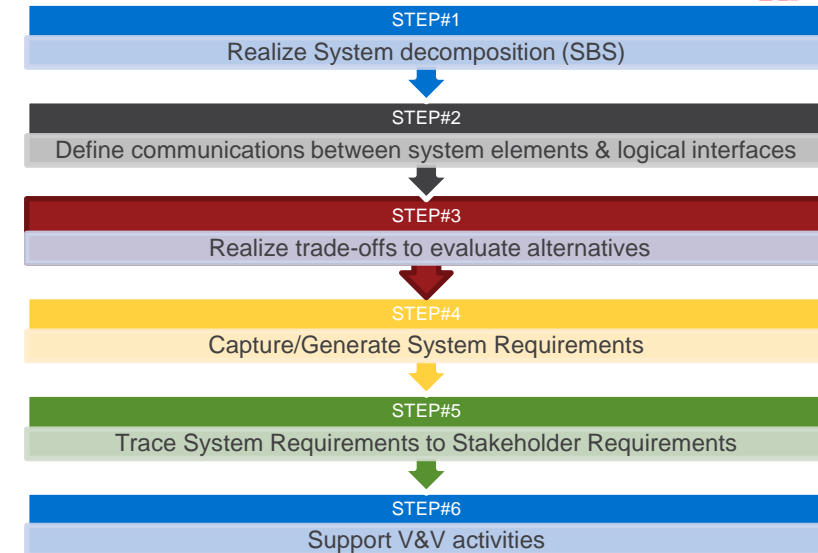 STEP#1
Realize System decomposition (SBS)
STEP#2
Define communications between system elements & logical interfaces
STEP#3
Realize trade-offs to evaluate alternatives
STEP#4
Capture/Generate System Requirements
STEP#5
Trace System Requirements to Stakeholder Requirements
STEP#6
Support V&V activities